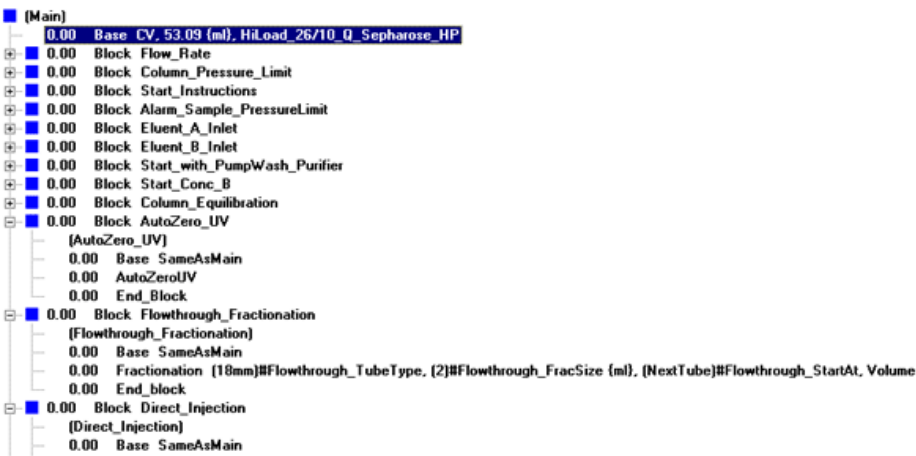 (Main)
0.00 Base CV, 53.09 {ml}, HiLoad_26/10_Q_Sepharose_HP
0.00 Block Flow_Rate
0.00 Block Column_Pressure_Limit
0.00 Block Start_Instructions
0.00 Block Alarm_Sample_PressureLimit
0.00 Block Eluent_A_Inlet
0.00 Block Eluent_B_Inlet
0.00 Block Start_with_PumpWash_Purifier
0.00 Block Start_Conc_B
0.00 Block Column_Equilibration
0.00 Block AutoZero_UV
(AutoZero_UV)
0.00 Base SameAsMain
0.00 AutoZeroUV
0.00 End_Block
0.00 Block Flowthrough_Fractionation
(Flowthrough_Fractionation)
0.00 Base SameAsMain
0.00 Fractionation (18mm)#Flowthrough_TubeType, (2)#Flowthrough_FracSize {ml}, (NextTube)#Flowthrough_StartAt, Volume
0.00 End_block
0.00 Block Direct_Injection
(Direct_Injection)
0.00 Base SameAsMain